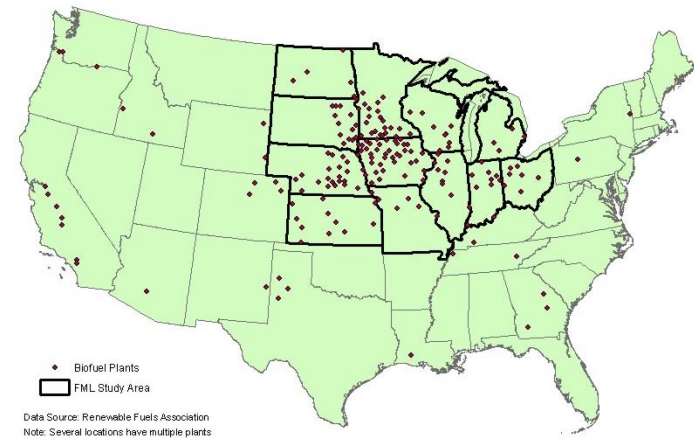 Biofuel Plants
FML Study Area
Data Source: Renewable Fuels Association
Note: Several locations have multiple plants